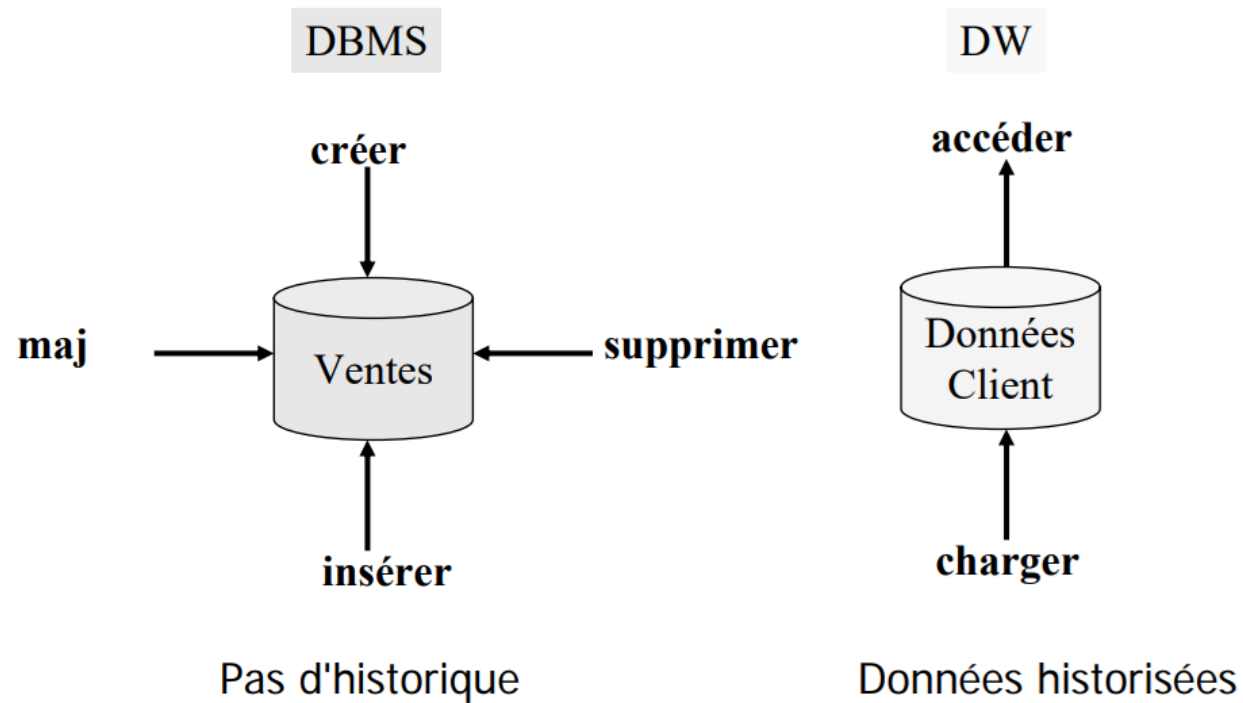 DBMS
DW
créer
accéder
maj
Ventes
supprimer
Données
Client
insérer
charger
Pas d'historique
Données historisées